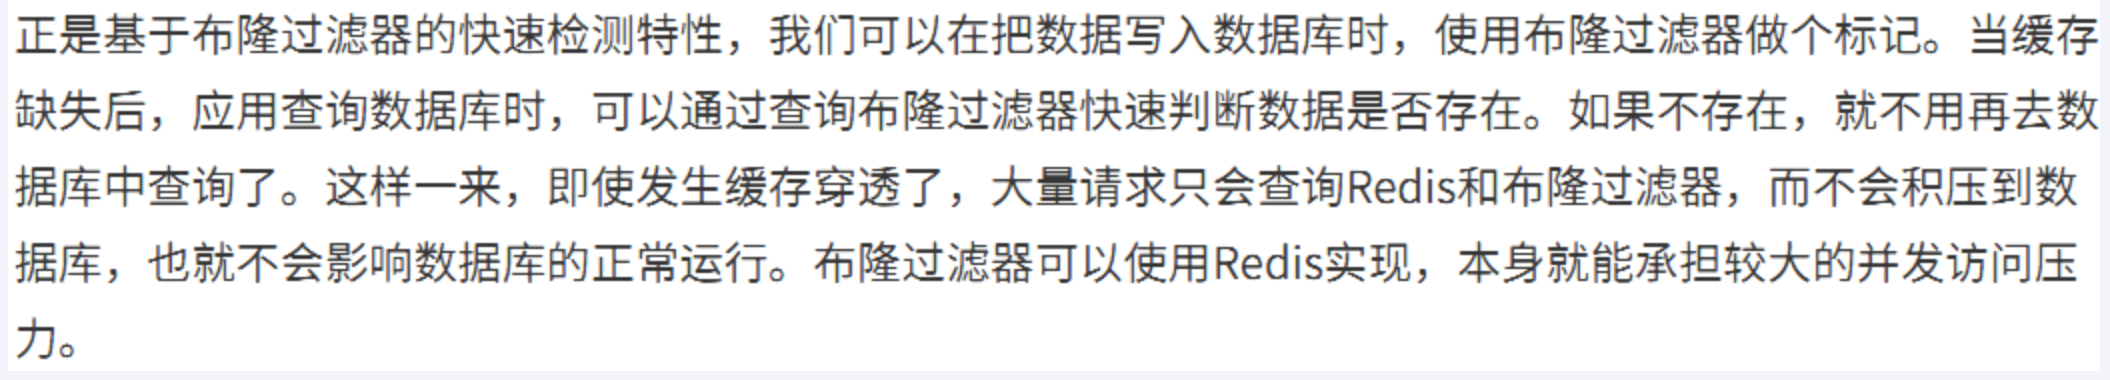 正是基于布隆过滤器的快速检测特性，我们可以在把数据写入数据库时，使用布隆过滤器做个标记。当缓存
缺失后，应用查询数据库时，可以通过查询布隆过滤器快速判断数据是否存在。如果不存在，就不用再去数
据库中查询了。这样一来，即使发生缓存穿透了，大量请求只会查询Redis和布隆过滤器，而不会积压到数
据库，也就不会影响数据库的正常运行。布隆过滤器可以使用Redis实现，本身就能承担较大的并发访问压
力。